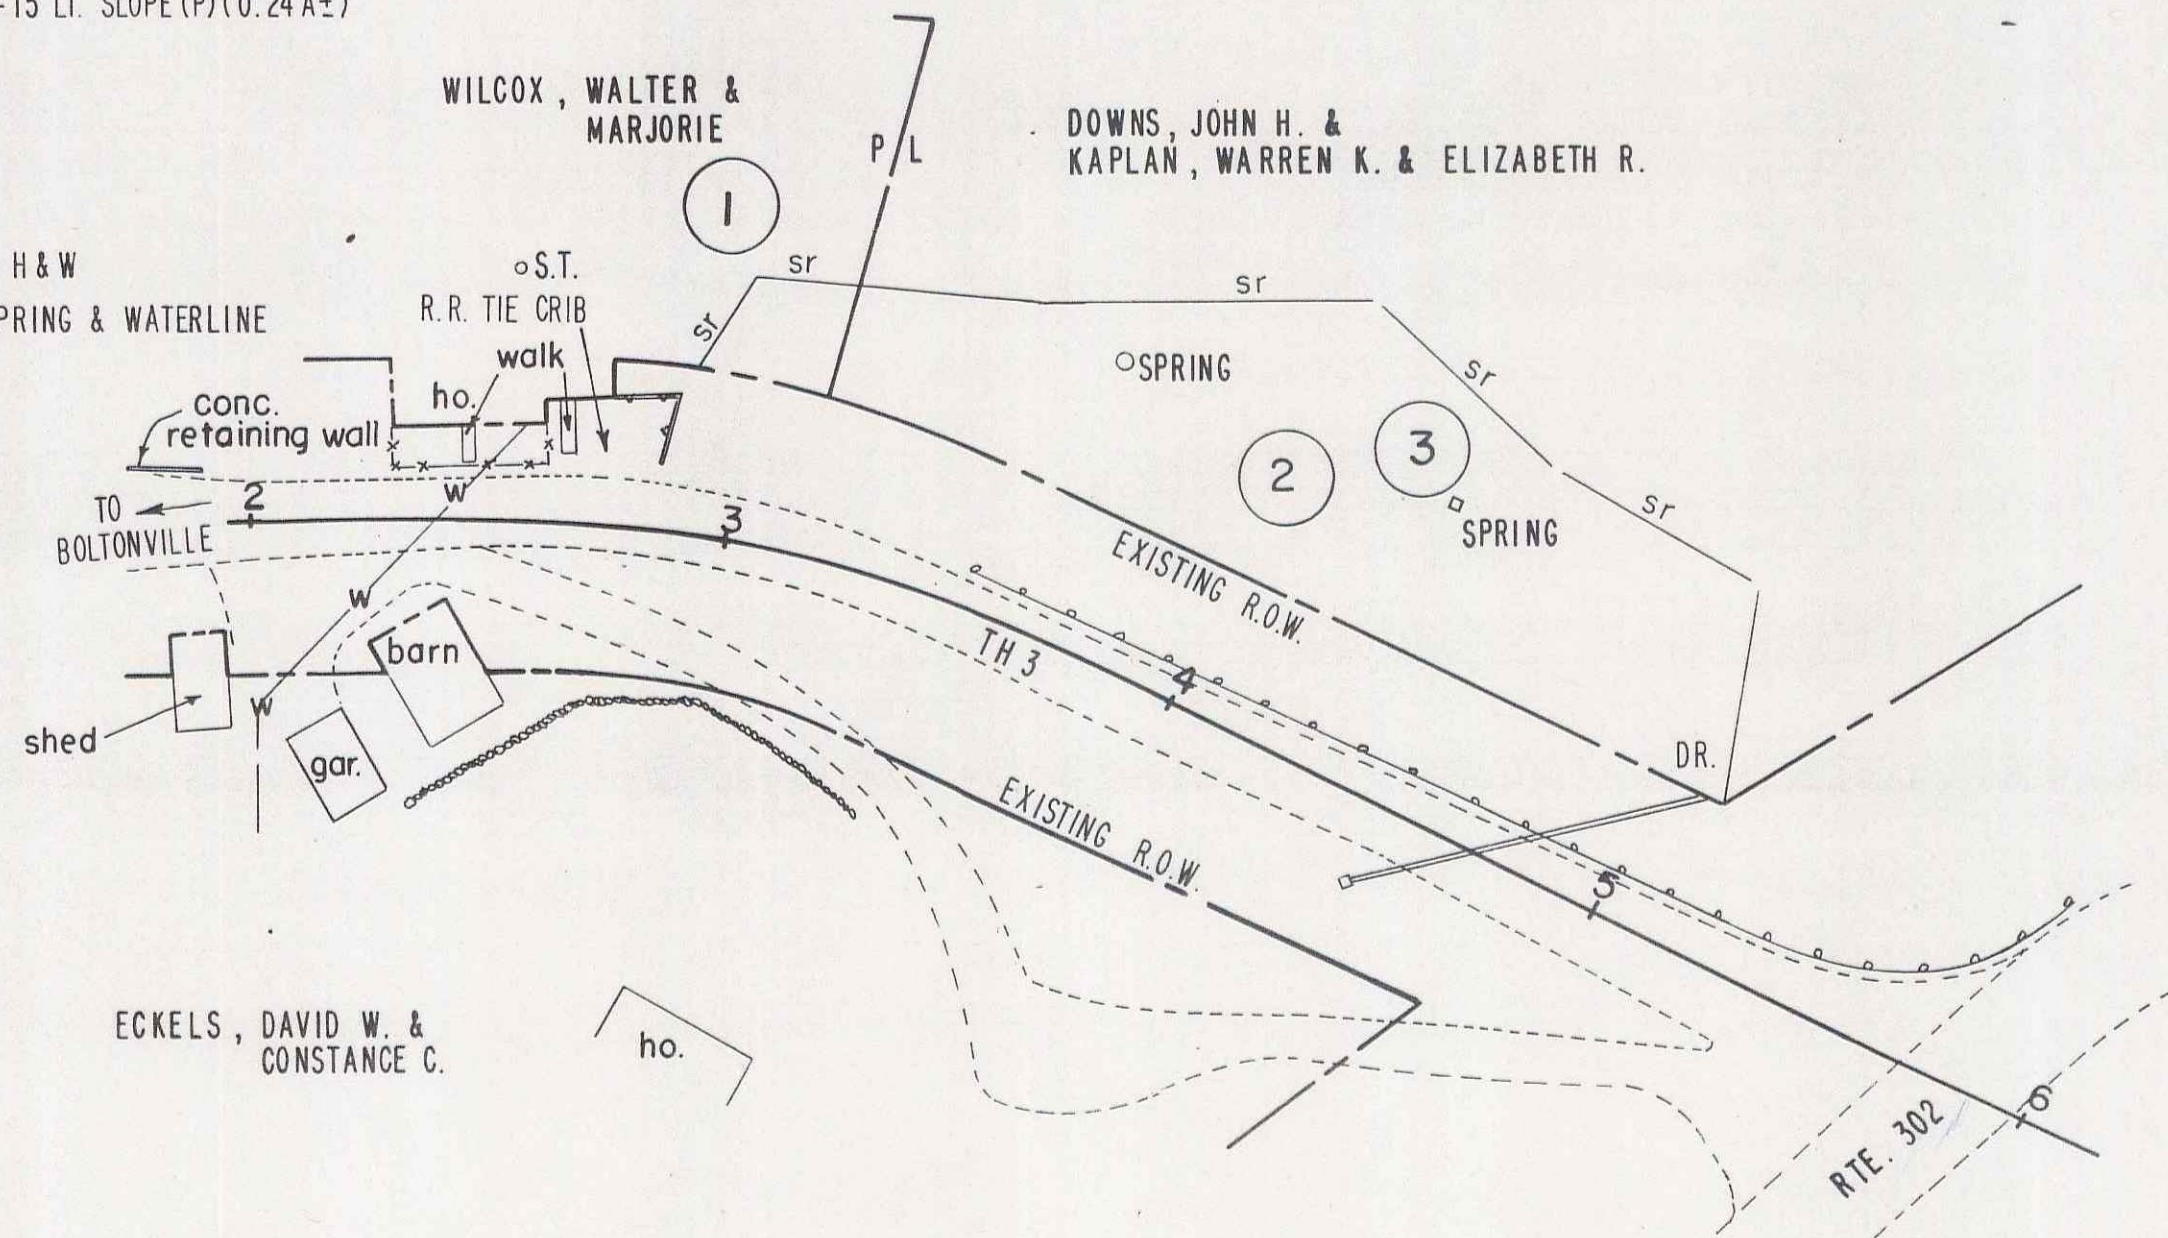 15 LT. SLOPE (P) (0.24 A±)
WILCOX, WALTER &
MARJORIE
P/L
DOWNS, JOHN H. &
KAPLAN, WARREN K. & ELIZABETH R.
1
H & W
SPRING & WATERLINE
S.T.
R.R. TIE CRIB
walk
sr
sr
sr
SPRING
sr
conc.
retaining wall
ho.
2
3
SPRING
sr
TO
BOLTONVILLE
2
3
w
w
w
EXISTING R.O.W.
TH 3
4
barn
shed
gar.
DR.
EXISTING R.O.W.
5
ECKELS, DAVID W. &
CONSTANCE C.
ho.
RTE. 302
6